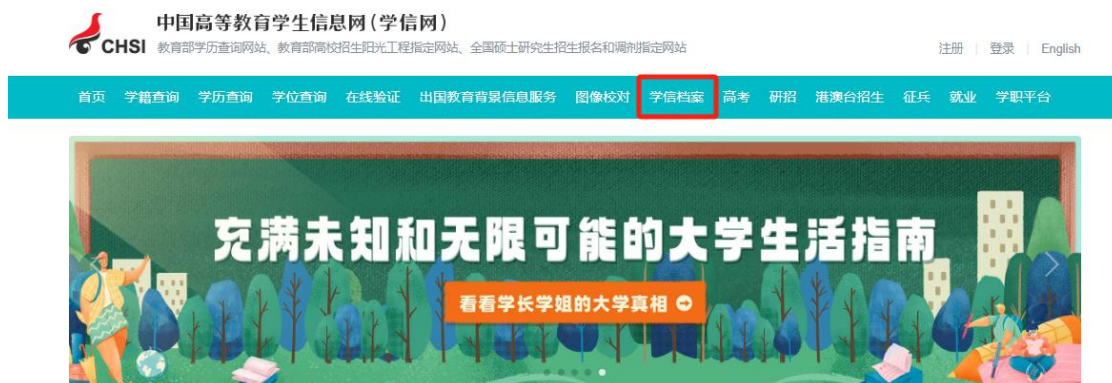 中国高等教育学生信息网(学信网)
CHSI 教育部学历查询网站、教育部高校招生阳光工程指定网站、全国硕士研究生招生报名和调剂指定网站
注册 | 登录 | English
首页 学籍查询 学历查询 学位查询 在线验证 出国教育背景信息服务 图像校对 学信档案 高考 研招 港澳台招生 征兵 就业 学职平台
充满未知和无限可能的大学生活指南
看看学长学姐的大学真相